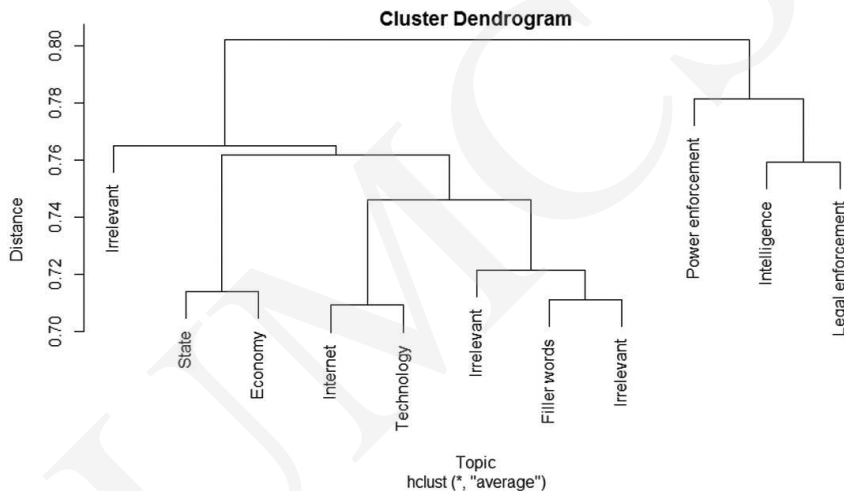 Cluster Dendrogram
Distance
0.70
0.72
0.74
0.76
0.78
0.80
Irrelevant
State
Economy
Internet
Technology
Irrelevant
Filler words
Irrelevant
Power enforcement
Intelligence
Legal enforcement
Topic
hclust (*, "average")
UMCS